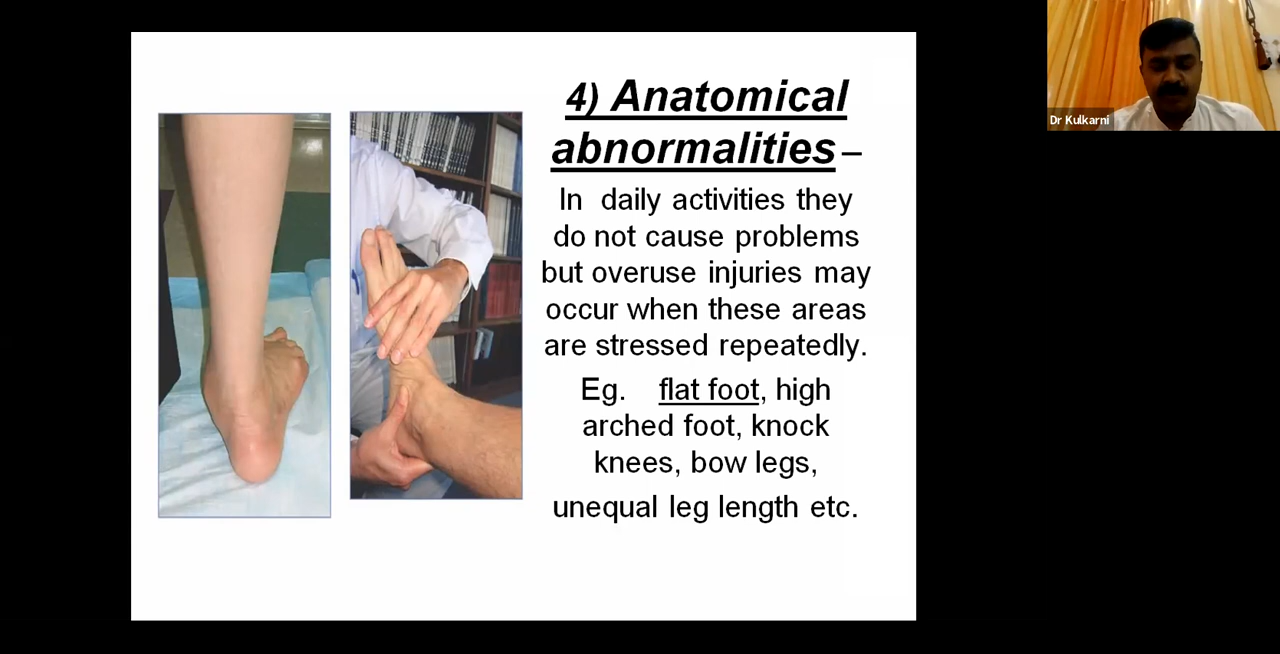 4) Anatomical
abnormalities –
In daily activities they
do not cause problems
but overuse injuries may
occur when these areas
are stressed repeatedly.
Eg. flat foot, high
arched foot, knock
knees, bow legs,
unequal leg length etc.
Dr Kulkarni